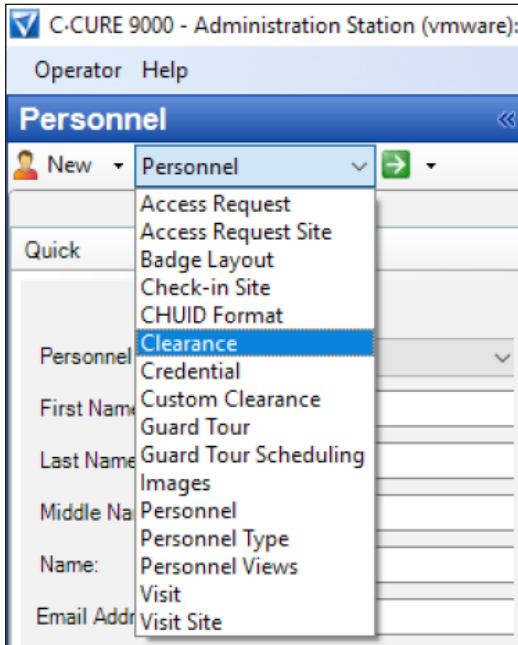 C•CURE 9000 - Administration Station (vmware):
Operator Help
Personnel «
New Personnel
Access Request
Access Request Site
Quick
Badge Layout
Check-in Site
CHUID Format
Clearance
Personnel
Credential
Custom Clearance
First Name
Guard Tour
Guard Tour Scheduling
Last Name
Images
Middle Na
Personnel
Personnel Type
Name:
Personnel Views
Visit
Email Addr
Visit Site